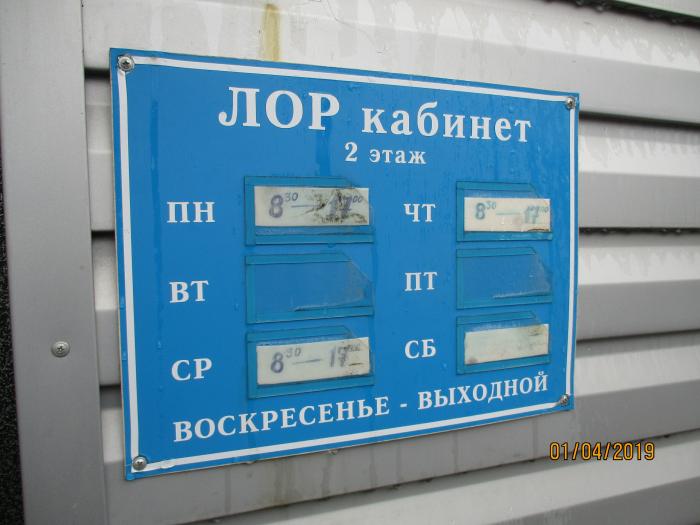 ЛОР кабинет
2 этаж
ПН 8³⁰ — 17⁰⁰ ЧТ 8³⁰ — 17⁰⁰
ВТ ПТ
СР 8³⁰ — СБ
ВОСКРЕСЕНЬЕ - ВЫХОДНОЙ
01/04/2019